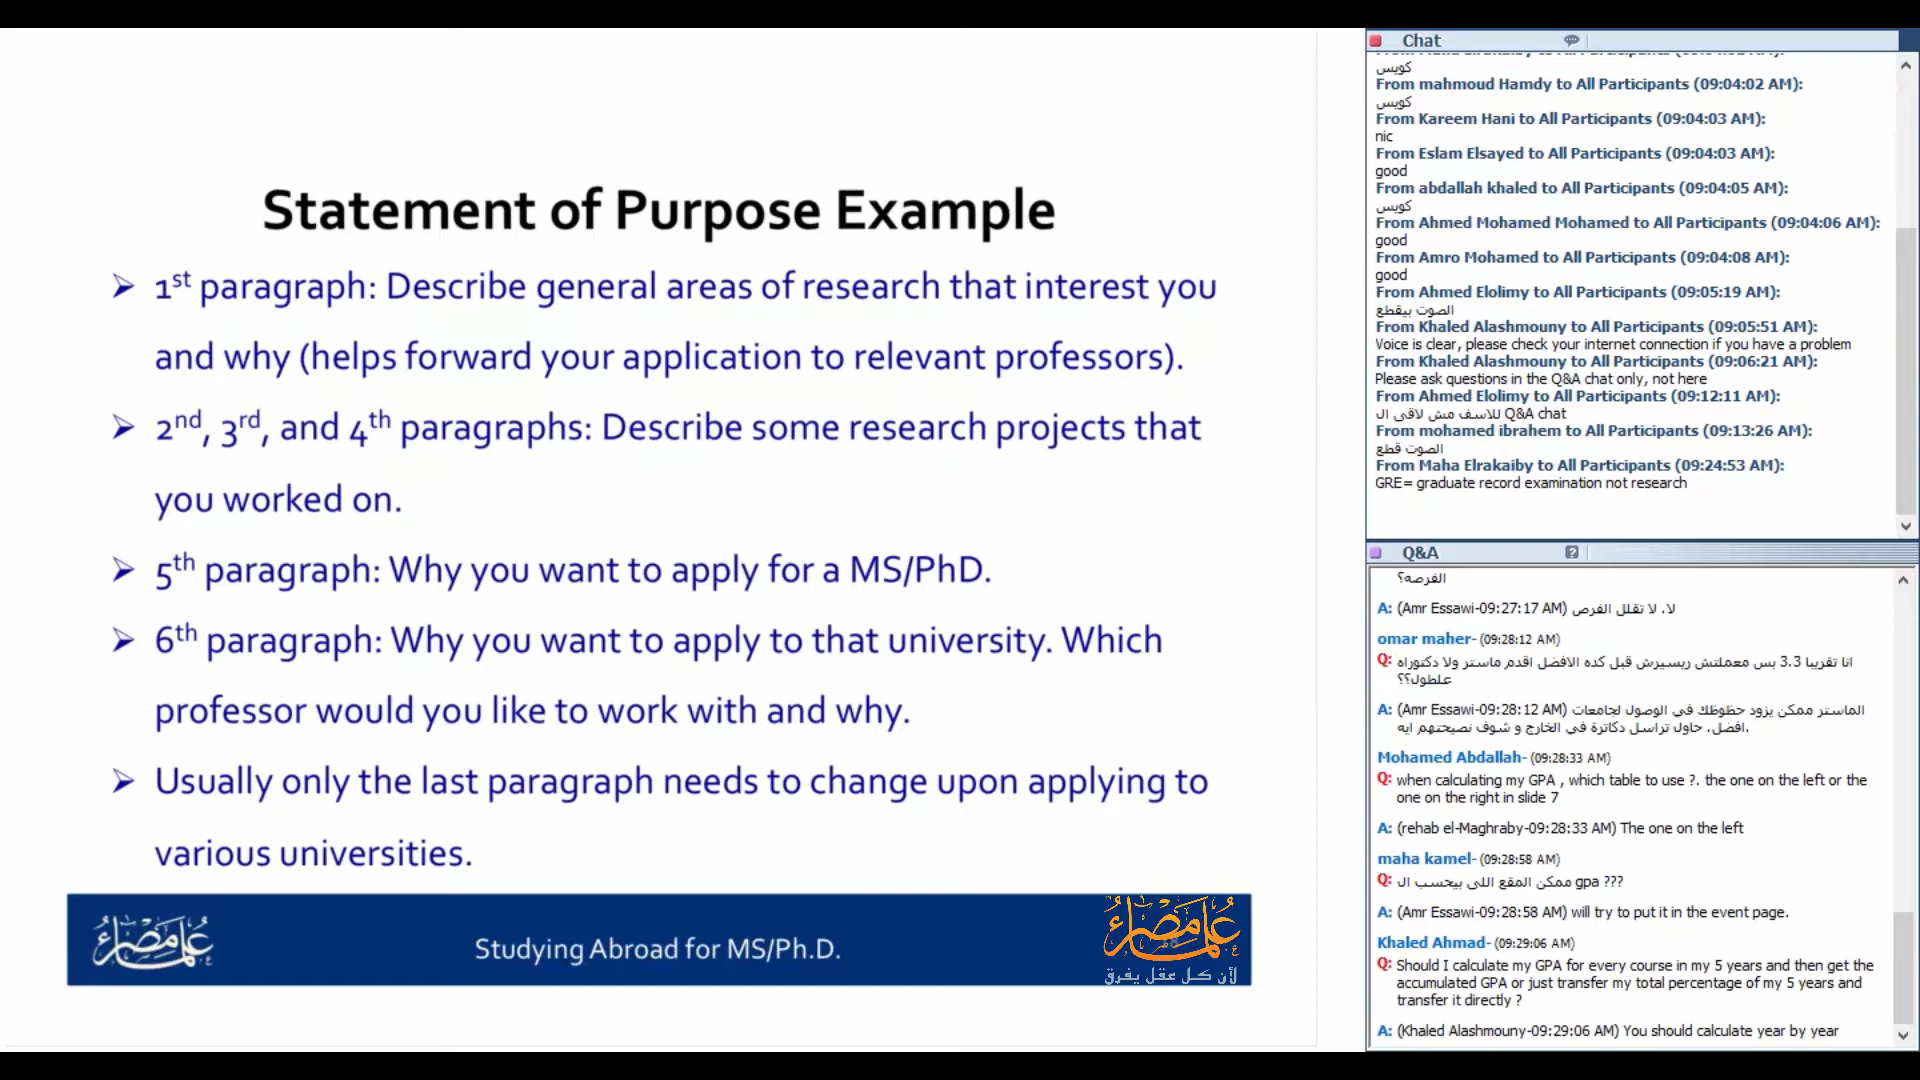 Statement of Purpose Example
➢ 1st paragraph: Describe general areas of research that interest you
and why (helps forward your application to relevant professors).
➢ 2nd, 3rd, and 4th paragraphs: Describe some research projects that
you worked on.
➢ 5th paragraph: Why you want to apply for a MS/PhD.
➢ 6th paragraph: Why you want to apply to that university. Which
professor would you like to work with and why.
➢ Usually only the last paragraph needs to change upon applying to
various universities.
علماء مصر
Studying Abroad for MS/Ph.D.
علماء مصر
لأن كل عقل يفرق
Chat
كويس
From mahmoud Hamdy to All Participants (09:04:02 AM):
كويس
From Kareem Hani to All Participants (09:04:03 AM):
nic
From Eslam Elsayed to All Participants (09:04:03 AM):
good
From abdallah khaled to All Participants (09:04:05 AM):
كويس
From Ahmed Mohamed Mohamed to All Participants (09:04:06 AM):
good
From Amro Mohamed to All Participants (09:04:08 AM):
good
From Ahmed Elolimy to All Participants (09:05:19 AM):
الصوت بيقطع
From Khaled Alashmouny to All Participants (09:05:51 AM):
Voice is clear, please check your internet connection if you have a problem
From Khaled Alashmouny to All Participants (09:06:21 AM):
Please ask questions in the Q&A chat only, not here
From Ahmed Elolimy to All Participants (09:12:11 AM):
للاسف مش لاقى ال Q&A chat
From mohamed ibrahem to All Participants (09:13:26 AM):
الصوت قطع
From Maha Elrakaiby to All Participants (09:24:53 AM):
GRE= graduate record examination not research
Q&A
الفرصه؟
A: (Amr Essawi-09:27:17 AM) لا. لا تقلل الفرص
omar maher- (09:28:12 AM)
Q: انا تقريبا 3.3 بس معملتش ريسيرش قبل كده الافضل اقدم ماستر ولا دكتوراه
علطول؟؟
A: (Amr Essawi-09:28:12 AM) الماستر ممكن يزود حظوظك في الوصول لجامعات
افضل. حاول تراسل دكاترة في الخارج و شوف نصيحتهم ايه.
Mohamed Abdallah- (09:28:33 AM)
Q: when calculating my GPA , which table to use ?. the one on the left or the
one on the right in slide 7
A: (rehab el-Maghraby-09:28:33 AM) The one on the left
maha kamel- (09:28:58 AM)
Q: ممكن المقع اللى بيحسب ال gpa ???
A: (Amr Essawi-09:28:58 AM) will try to put it in the event page.
Khaled Ahmad- (09:29:06 AM)
Q: Should I calculate my GPA for every course in my 5 years and then get the
accumulated GPA or just transfer my total percentage of my 5 years and
transfer it directly ?
A: (Khaled Alashmouny-09:29:06 AM) You should calculate year by year